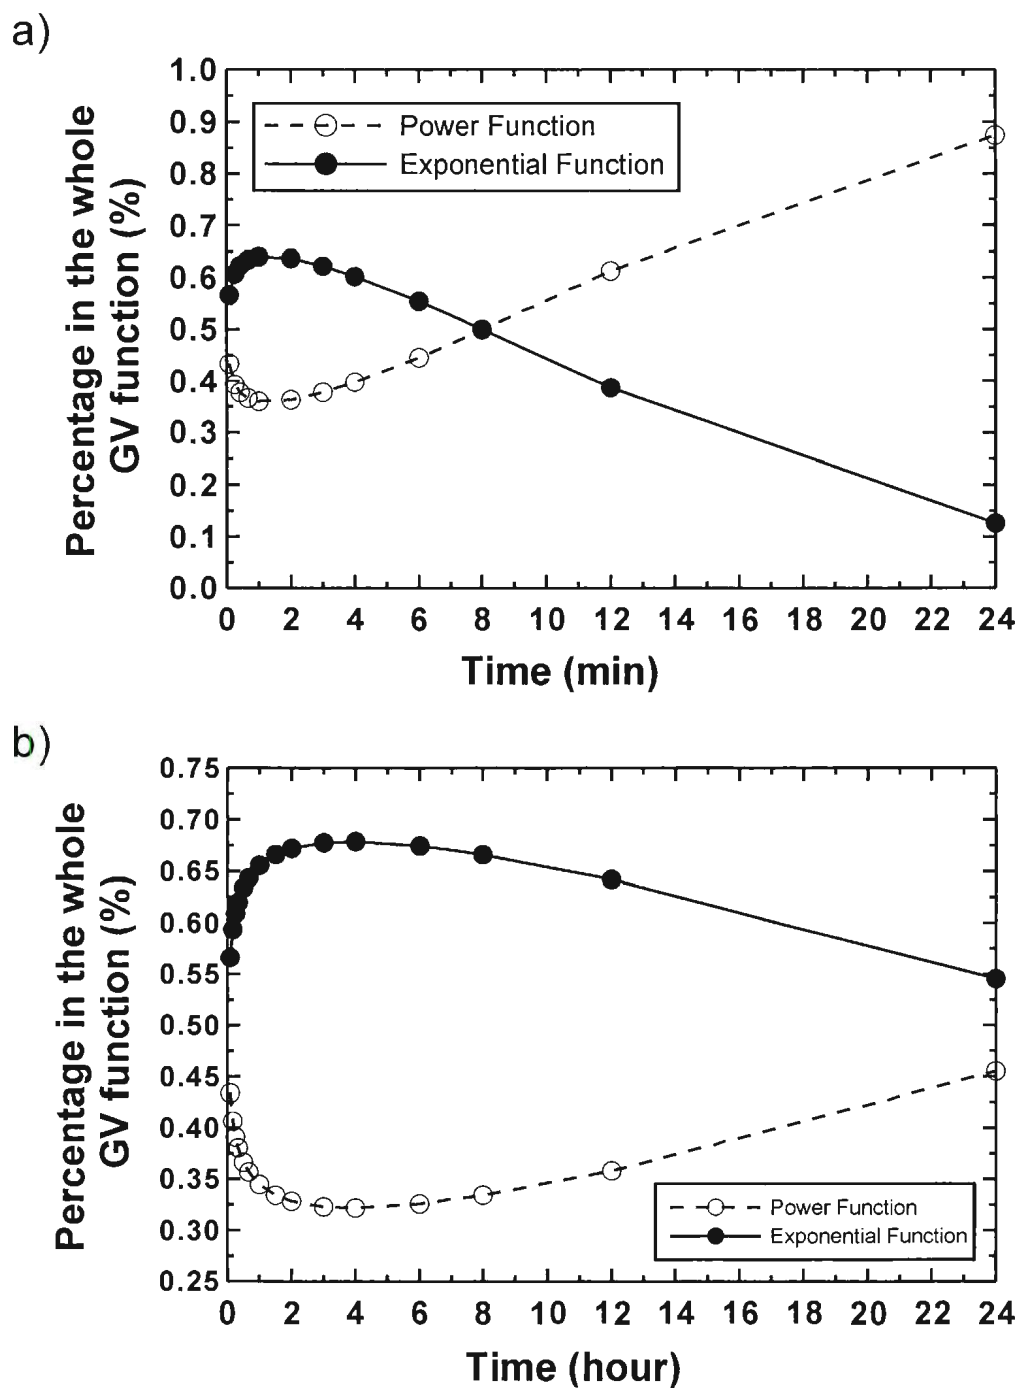 a)
Percentage in the whole
GV function (%)
1.0
0.9
0.8
0.7
0.6
0.5
0.4
0.3
0.2
0.1
0.0
Power Function
Exponential Function
0 2 4 6 8 10 12 14 16 18 20 22 24
Time (min)
b)
Percentage in the whole
GV function (%)
0.75
0.70
0.65
0.60
0.55
0.50
0.45
0.40
0.35
0.30
0.25
Power Function
Exponential Function
0 2 4 6 8 10 12 14 16 18 20 22 24
Time (hour)